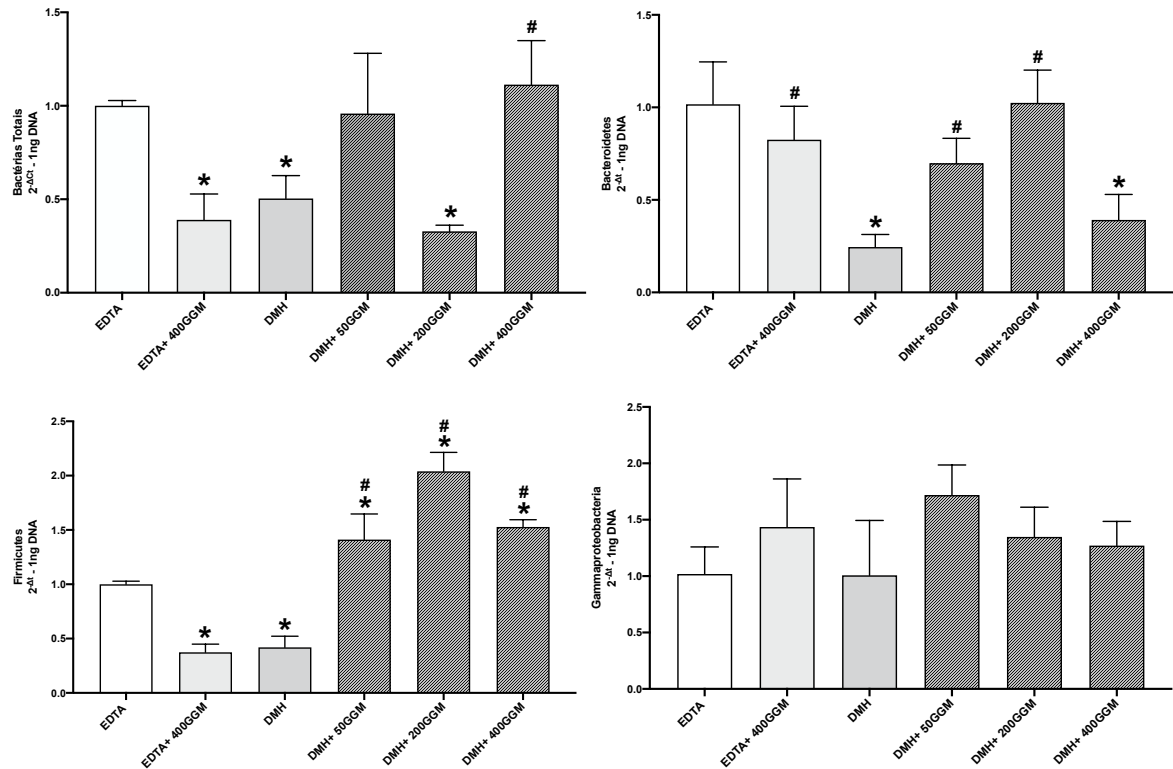 Bactérias Totais
2-ΔCt - 1ng DNA
1.5
1.0
0.5
0.0
*
*
*
#
EDTA
EDTA+ 400GGM
DMH
DMH+ 50GGM
DMH+ 200GGM
DMH+ 400GGM
Bacteroidetes
2-Δt - 1ng DNA
1.5
1.0
0.5
0.0
#
*
#
#
*
EDTA
EDTA+ 400GGM
DMH
DMH+ 50GGM
DMH+ 200GGM
DMH+ 400GGM
Firmicutes
2-Δt - 1ng DNA
2.5
2.0
1.5
1.0
0.5
0.0
*
*
#
*
#
*
#
*
EDTA
EDTA+ 400GGM
DMH
DMH+ 50GGM
DMH+ 200GGM
DMH+ 400GGM
Gammaproteobacteria
2-Δt - 1ng DNA
2.5
2.0
1.5
1.0
0.5
0.0
EDTA
EDTA+ 400GGM
DMH
DMH+ 50GGM
DMH+ 200GGM
DMH+ 400GGM